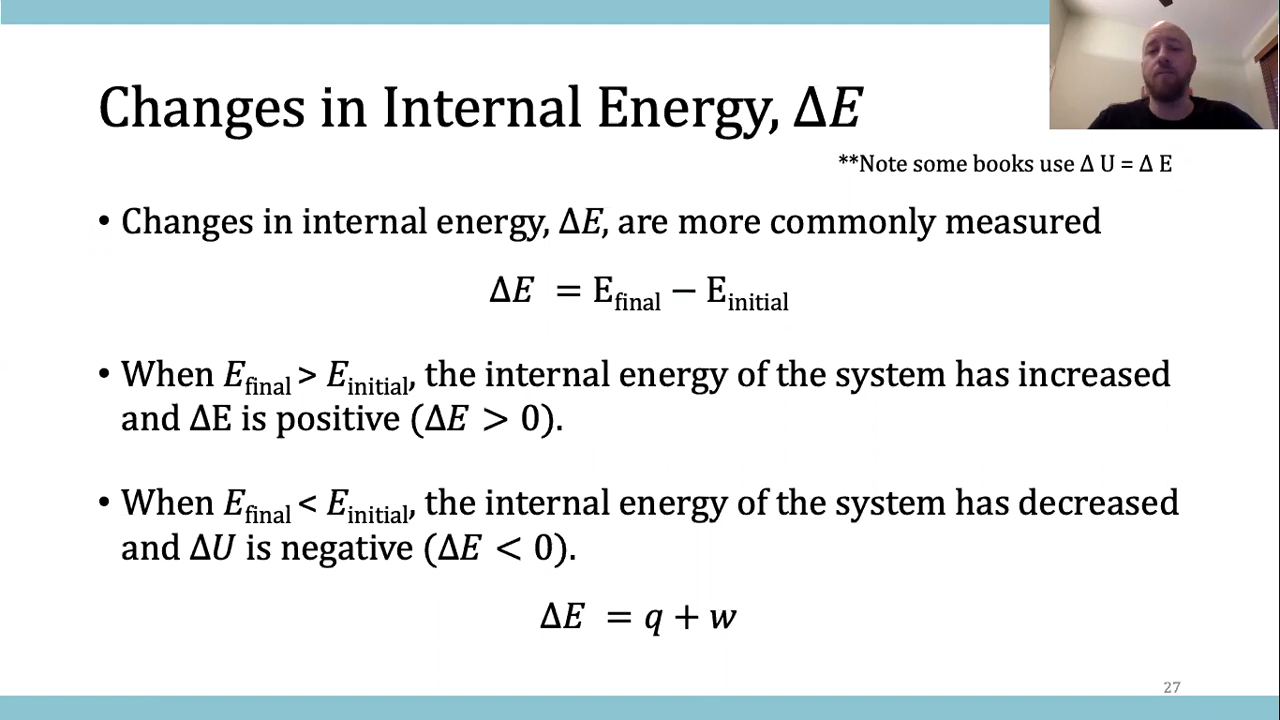 Changes in Internal Energy, ΔE
**Note some books use Δ U = Δ E
• Changes in internal energy, ΔE, are more commonly measured
ΔE = E_final − E_initial
• When E_final > E_initial, the internal energy of the system has increased
and ΔE is positive (ΔE > 0).
• When E_final < E_initial, the internal energy of the system has decreased
and ΔU is negative (ΔE < 0).
ΔE = q + w
27